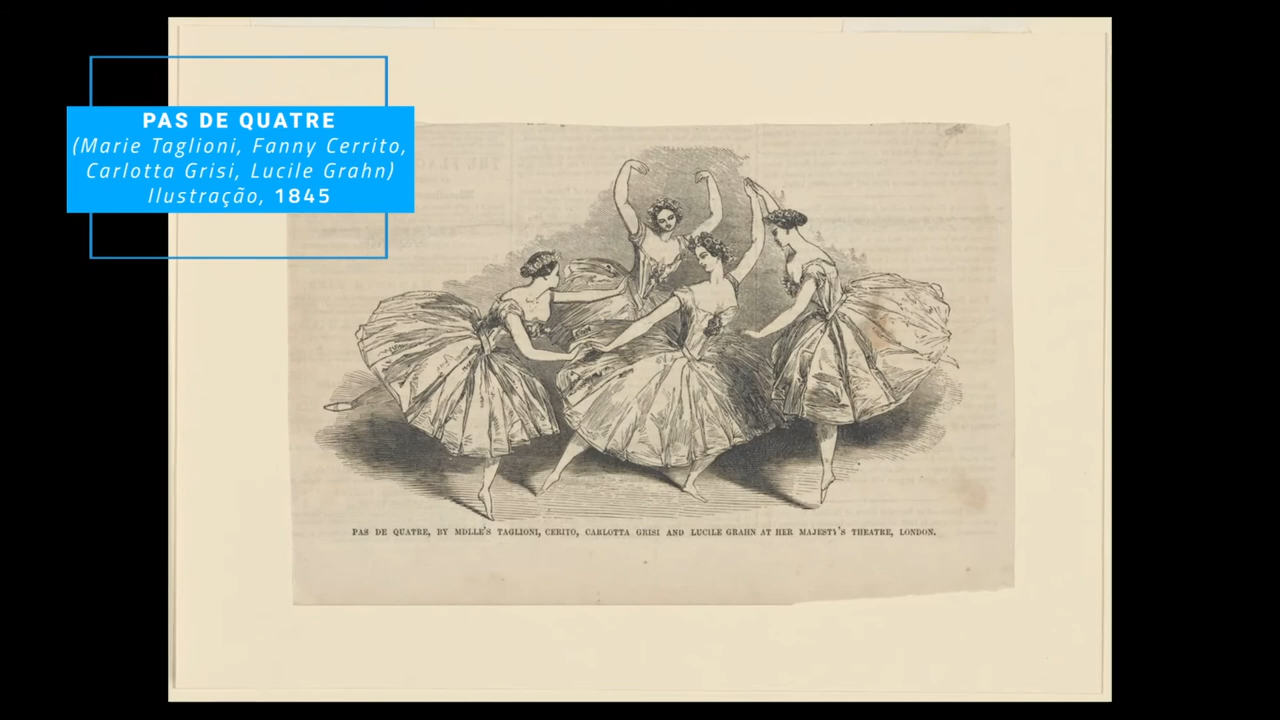 PAS DE QUATRE
(Marie Taglioni, Fanny Cerrito,
Carlotta Grisi, Lucile Grahn)
Ilustração, 1845
PAS DE QUATRE, BY MDLLE'S TAGLIONI, CERITO, CARLOTTA GRISI AND LUCILE GRAHN AT HER MAJESTY'S THEATRE, LONDON.